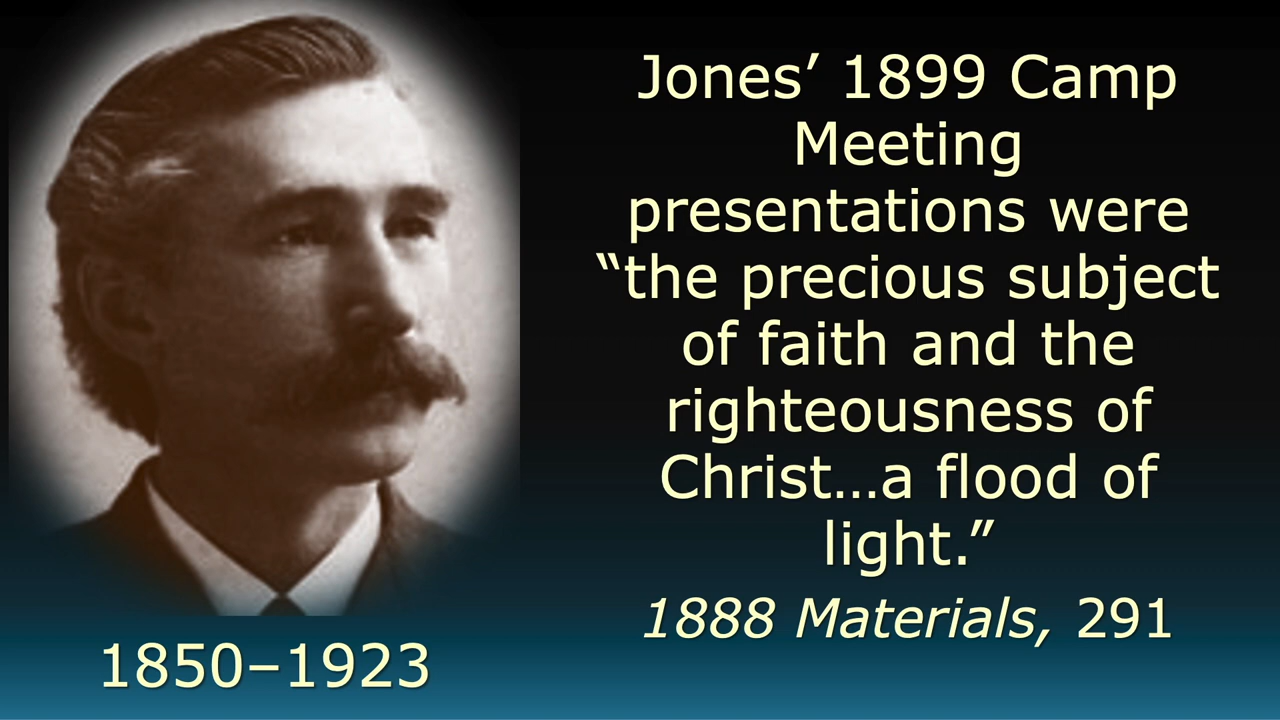 Jones’ 1899 Camp
Meeting
presentations were
“the precious subject
of faith and the
righteousness of
Christ…a flood of
light.”
1888 Materials, 291
1850–1923